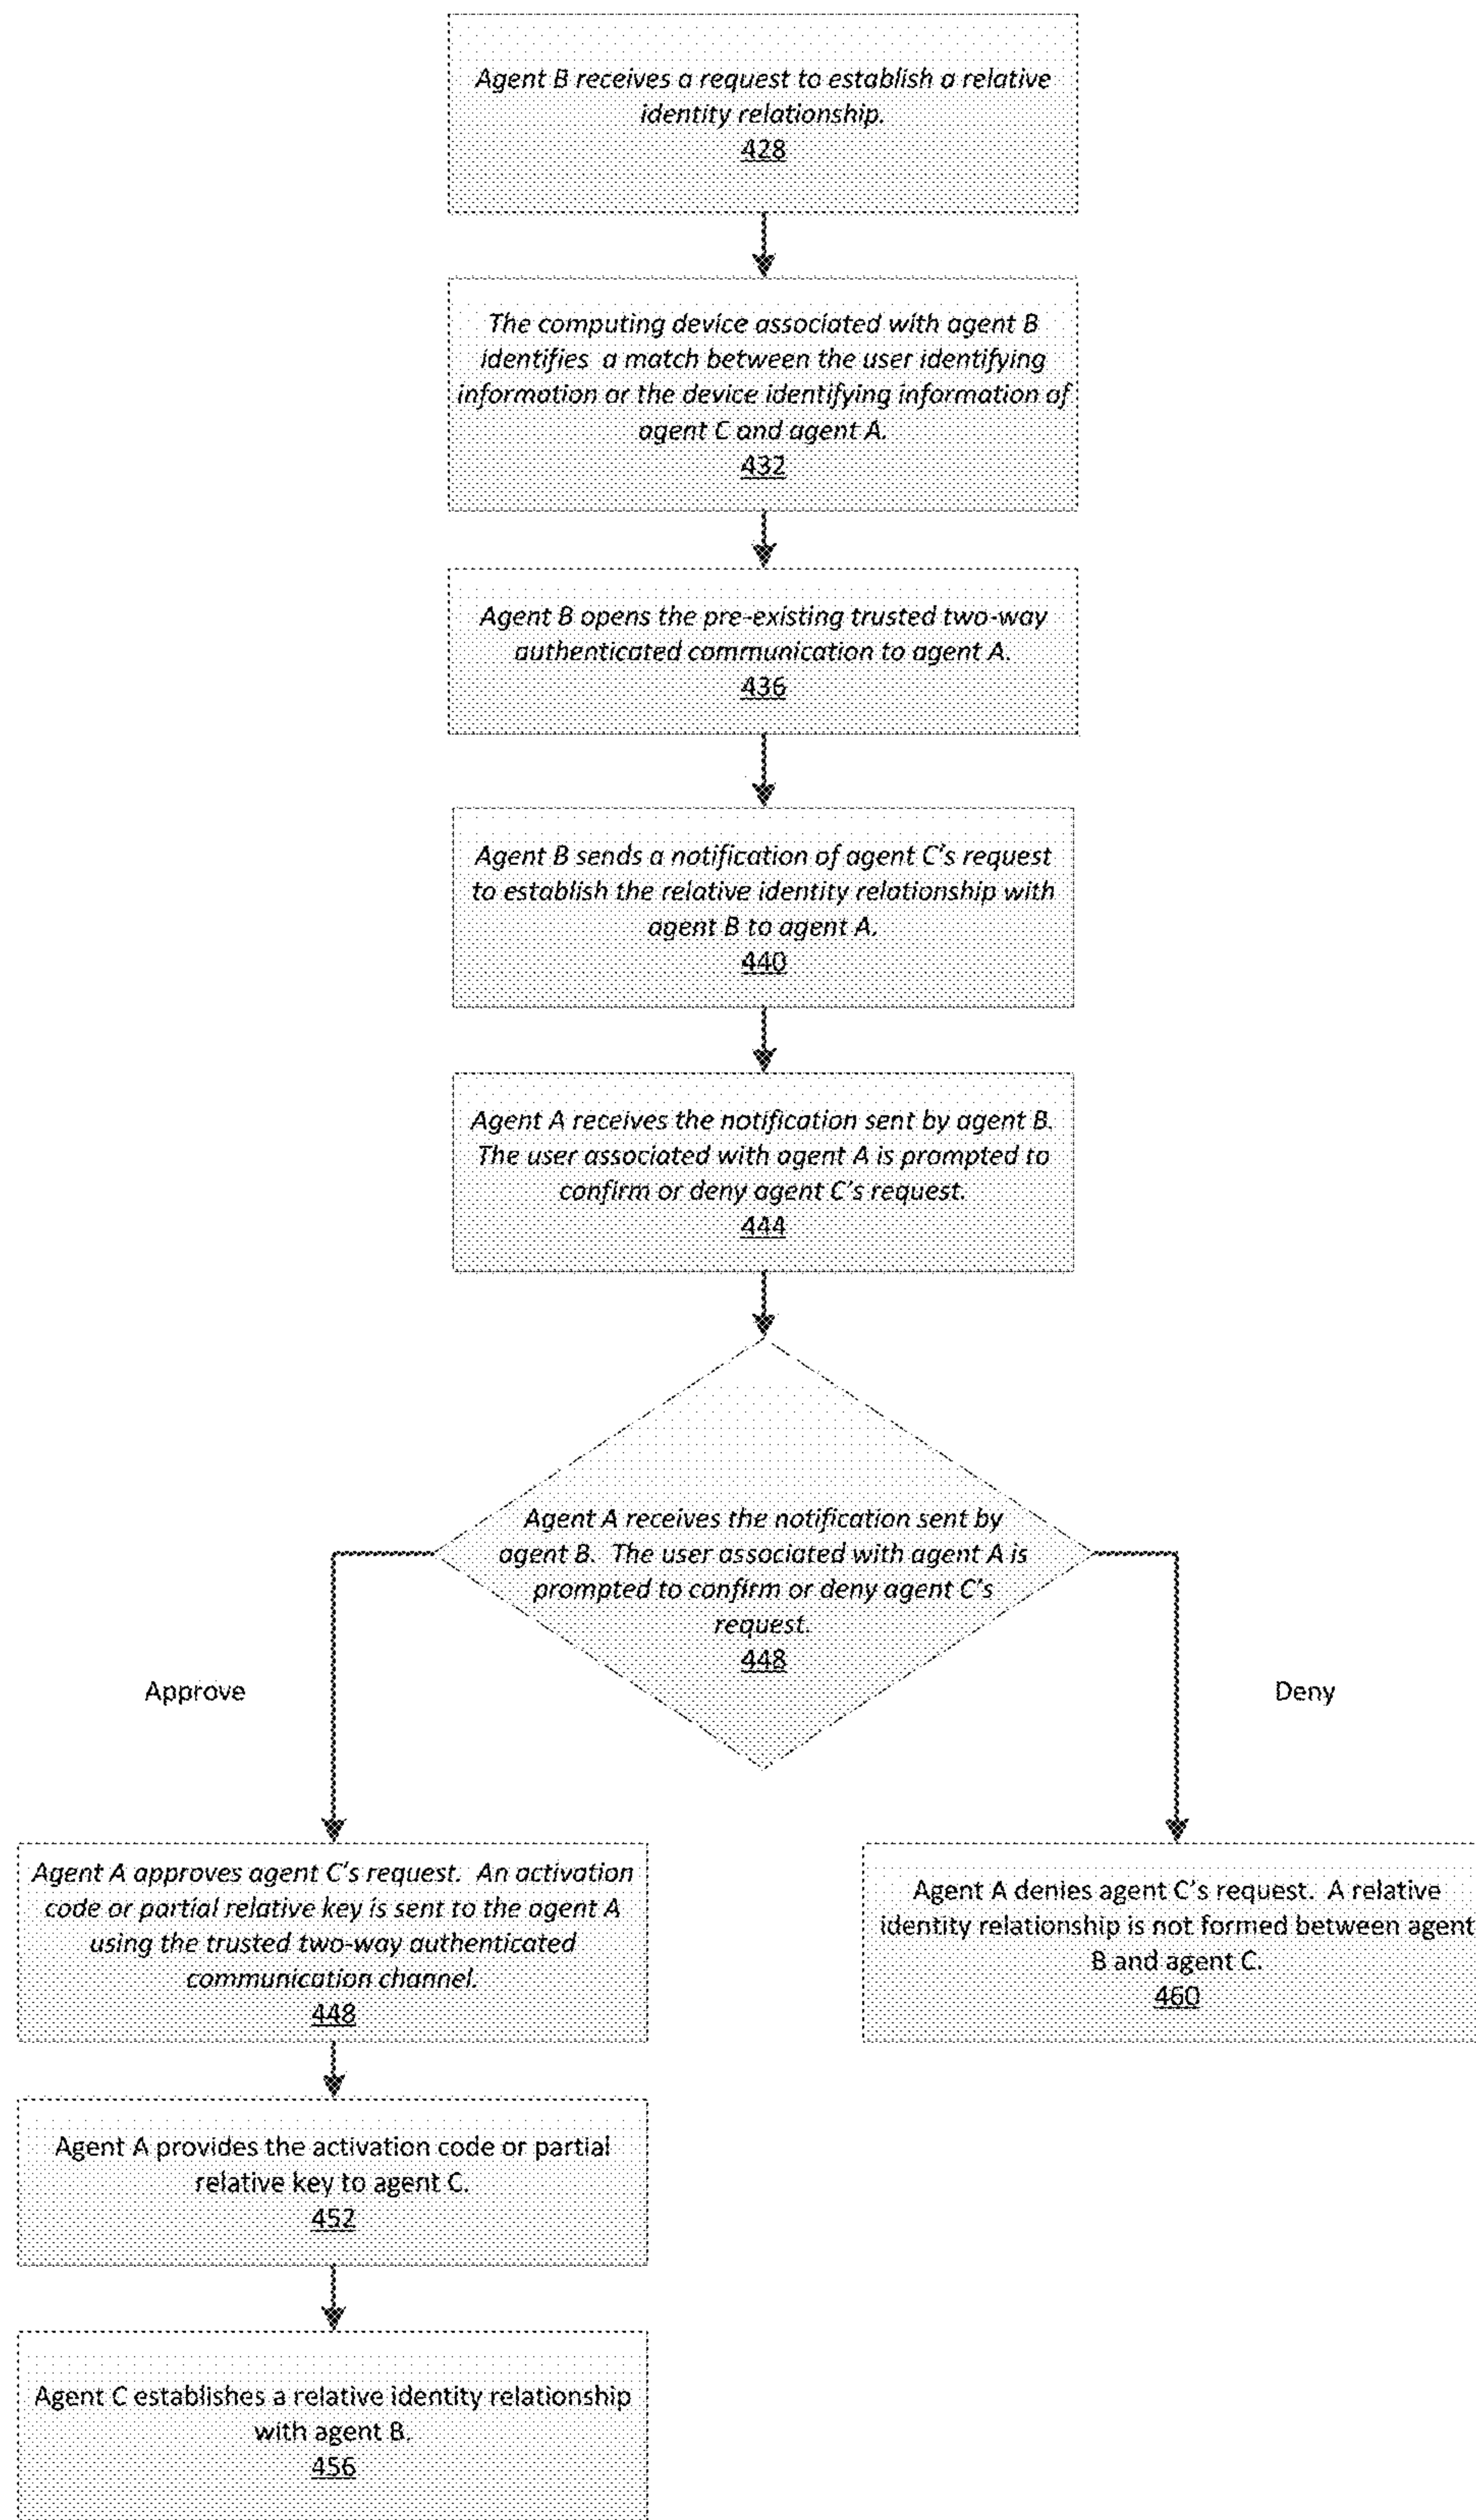 Agent B receives a request to establish a relative
identity relationship.
428
The computing device associated with agent B
identifies a match between the user identifying
information or the device identifying information of
agent C and agent A.
432
Agent B opens the pre-existing trusted two-way
authenticated communication to agent A.
436
Agent B sends a notification of agent C's request
to establish the relative identity relationship with
agent B to agent A.
440
Agent A receives the notification sent by agent B.
The user associated with agent A is prompted to
confirm or deny agent C's request.
444
Agent A receives the notification sent by
agent B. The user associated with agent A is
prompted to confirm or deny agent C's
request.
448
Approve
Deny
Agent A approves agent C's request. An activation
code or partial relative key is sent to the agent A
using the trusted two-way authenticated
communication channel.
448
Agent A denies agent C's request. A relative
identity relationship is not formed between agent
B and agent C.
460
Agent A provides the activation code or partial
relative key to agent C.
452
Agent C establishes a relative identity relationship
with agent B.
456